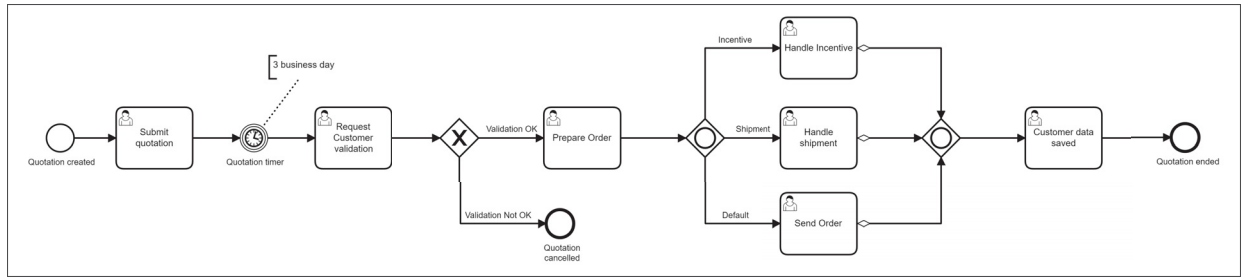 Quotation created
Submit
quotation
3 business day
Quotation timer
Request
Customer
validation
Validation OK
Validation Not OK
Quotation
cancelled
Prepare Order
Incentive
Shipment
Default
Handle Incentive
Handle
shipment
Send Order
Customer data
saved
Quotation ended